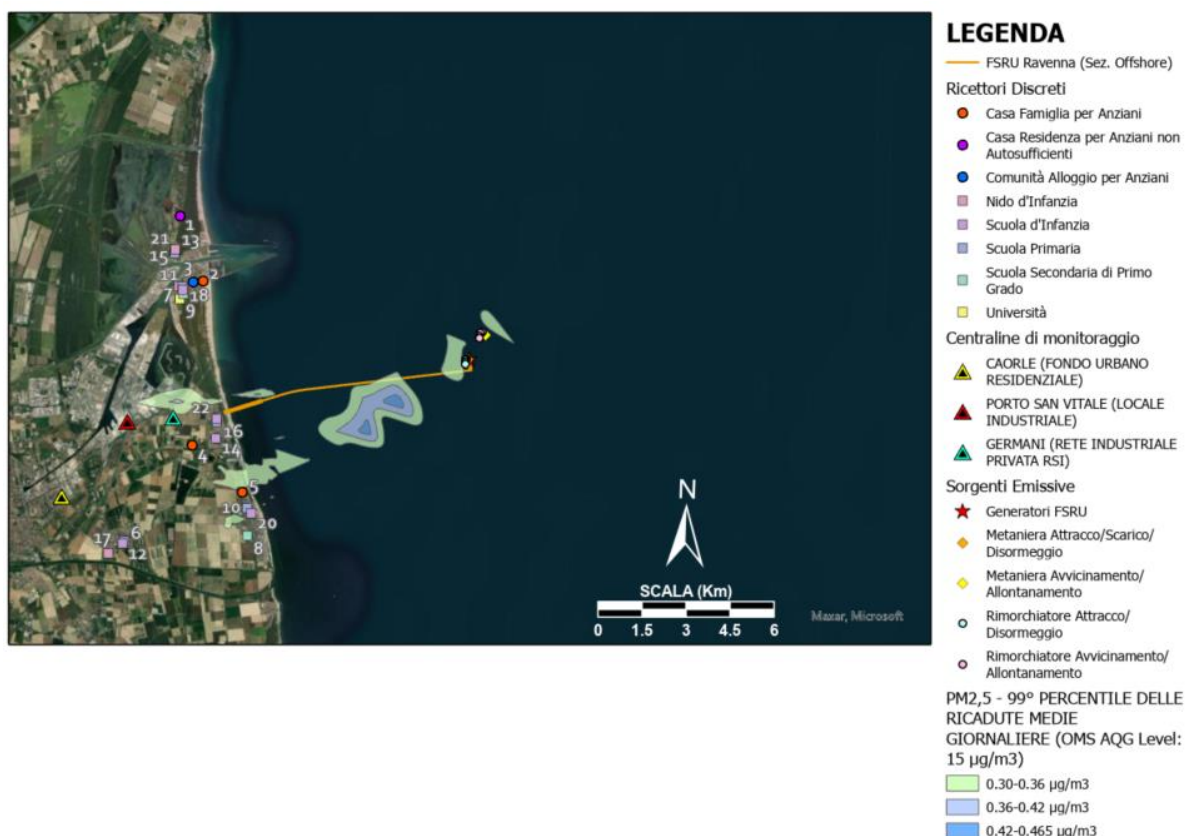 LEGENDA
FSRU Ravenna (Sez. Offshore)
Ricettori Discreti
Casa Famiglia per Anziani
Casa Residenza per Anziani non
Autosufficienti
Comunità Alloggio per Anziani
Nido d'Infanzia
Scuola d'Infanzia
Scuola Primaria
Scuola Secondaria di Primo
Grado
Università
Centraline di monitoraggio
CAORLE (FONDO URBANO
RESIDENZIALE)
PORTO SAN VITALE (LOCALE
INDUSTRIALE)
GERMANI (RETE INDUSTRIALE
PRIVATA RSI)
Sorgenti Emissive
Generatori FSRU
Metaniera Attracco/Scarico/
Disormeggio
Metaniera Avvicinamento/
Allontanamento
Rimorchiatore Attracco/
Disormeggio
Rimorchiatore Avvicinamento/
Allontanamento
PM2,5 - 99° PERCENTILE DELLE
RICADUTE MEDIE
GIORNALIERE (OMS AQG Level:
15 µg/m3)
0.30-0.36 µg/m3
0.36-0.42 µg/m3
0.42-0.465 µg/m3
1
21 13
15
3 2
11
7 18
9
22
16
14
4
5
10
20
8
6
17
12
N
SCALA (Km)
0 1.5 3 4.5 6
Maxar, Microsoft